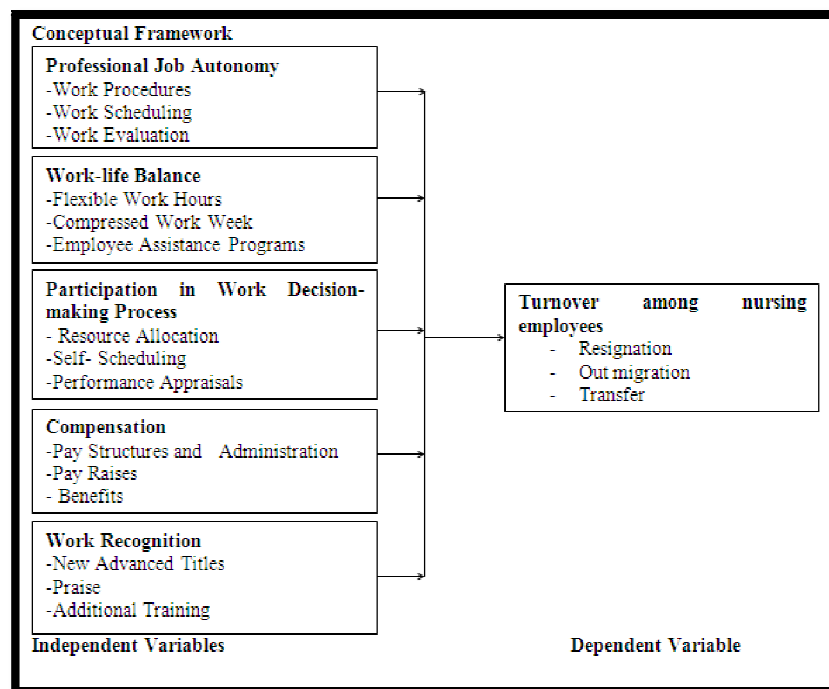 Conceptual Framework
Professional Job Autonomy
-Work Procedures
-Work Scheduling
-Work Evaluation
Work-life Balance
-Flexible Work Hours
-Compressed Work Week
-Employee Assistance Programs
Participation in Work Decision-
making Process
- Resource Allocation
-Self- Scheduling
-Performance Appraisals
Compensation
-Pay Structures and Administration
-Pay Raises
- Benefits
Work Recognition
-New Advanced Titles
-Praise
-Additional Training
Independent Variables
Turnover among nursing
employees
- Resignation
- Out migration
- Transfer
Dependent Variable